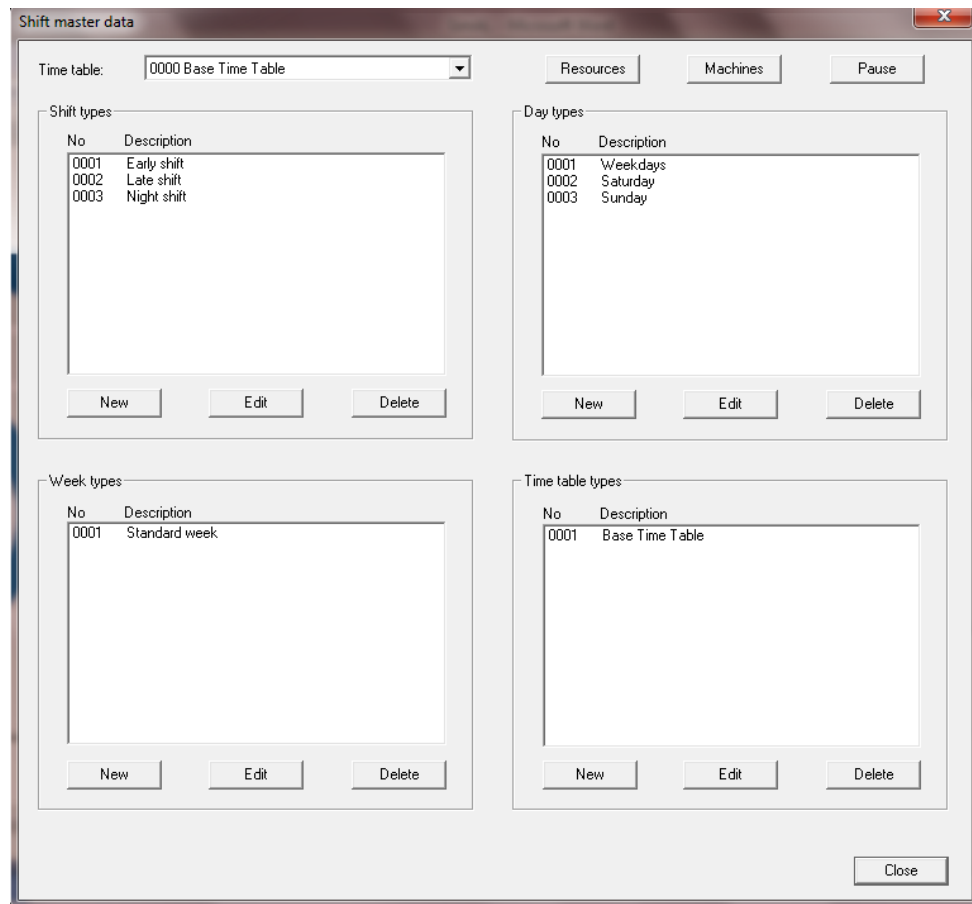 Shift master data
Time table: 0000 Base Time Table Resources Machines Pause
Shift types
No Description
0001 Early shift
0002 Late shift
0003 Night shift
New Edit Delete
Day types
No Description
0001 Weekdays
0002 Saturday
0003 Sunday
New Edit Delete
Week types
No Description
0001 Standard week
New Edit Delete
Time table types
No Description
0001 Base Time Table
New Edit Delete
Close